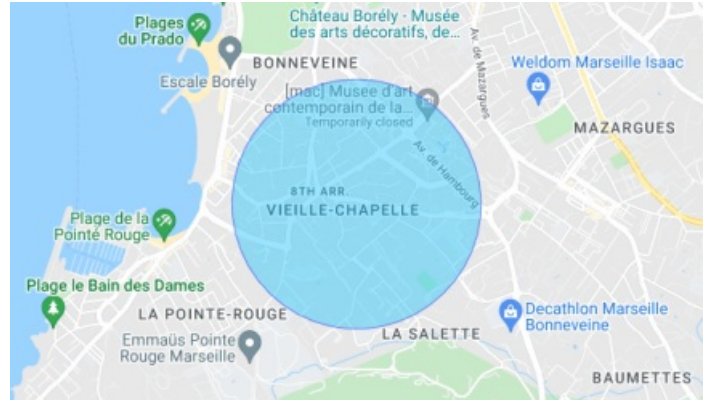 Plages
du Prado
Château Borély - Musée
des arts décoratifs, de...
Av. de Mazargues
BONNEVEINE
Escale Borély
Weldom Marseille Isaac
[mac] Musee d'art
contemporain de la...
Temporarily closed
MAZARGUES
Av. de Hambourg
8TH ARR.
VIEILLE-CHAPELLE
Plage de la
Pointe Rouge
Plage le Bain des Dames
LA POINTE-ROUGE
Decathlon Marseille
Bonneveine
LA SALETTE
Emmaüs Pointe
Rouge Marseille
BAUMETTES